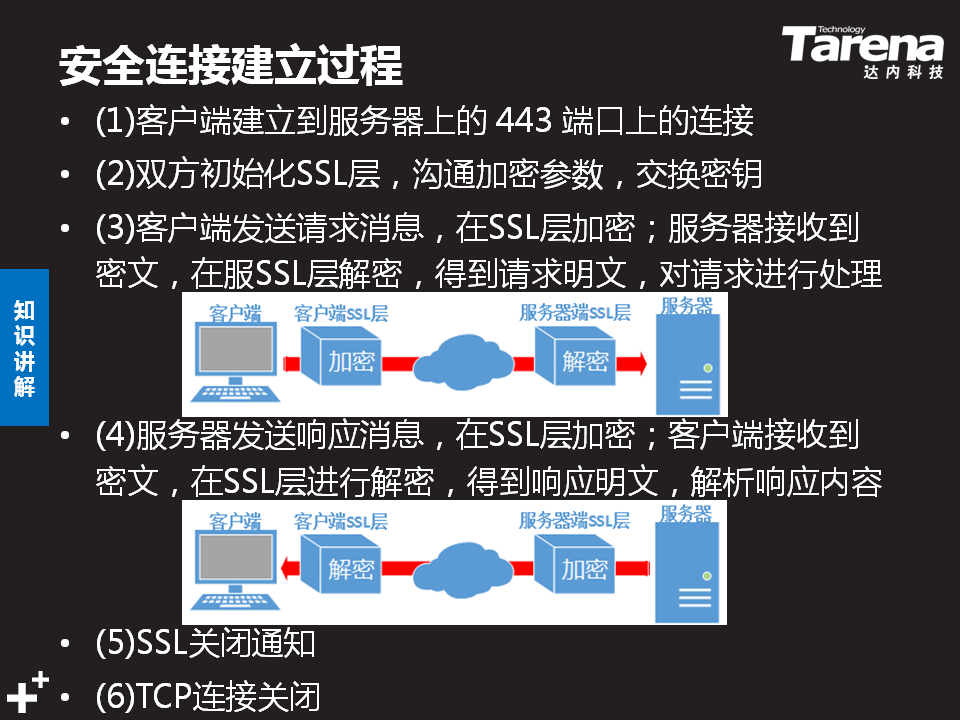 安全连接建立过程
Technology
Tarena
达内科技
• (1)客户端建立到服务器上的 443 端口上的连接
• (2)双方初始化SSL层，沟通加密参数，交换密钥
• (3)客户端发送请求消息，在SSL层加密；服务器接收到
密文，在服SSL层解密，得到请求明文，对请求进行处理
知识讲解
客户端 客户端SSL层 服务器端SSL层 服务器
加密 解密
• (4)服务器发送响应消息，在SSL层加密；客户端接收到
密文，在SSL层进行解密，得到响应明文，解析响应内容
客户端 客户端SSL层 服务器端SSL层 服务器
解密 加密
• (5)SSL关闭通知
• (6)TCP连接关闭